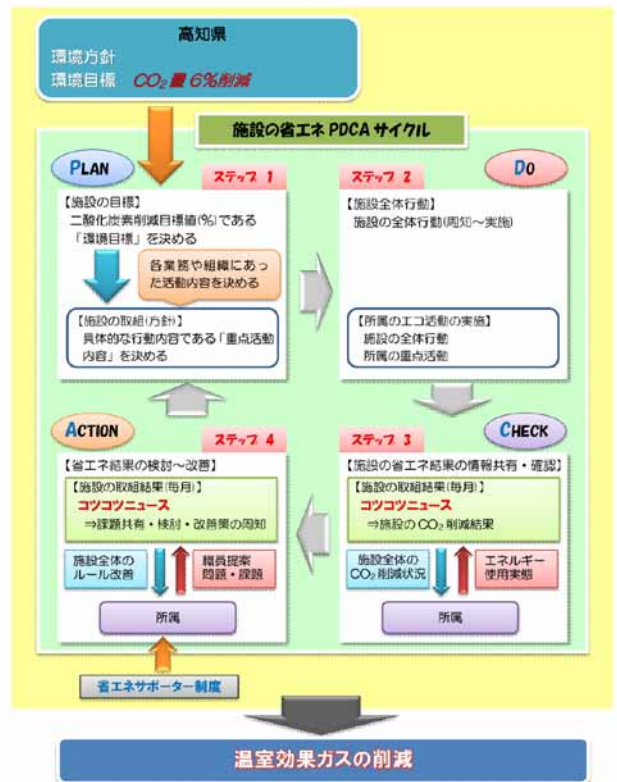 高知県
環境方針
環境目標 CO₂量6%削減
施設の省エネ PDCA サイクル
PLAN
ステップ 1
【施設の目標】
二酸化炭素削減目標値(%)である
「環境目標」を決める
各業務や組織にあっ
た活動内容を決める
【施設の取組(方針)】
具体的な行動内容である「重点活動
内容」を決める
ステップ 2
DO
【施設全体行動】
施設の全体行動(周知～実施)
【所属のエコ活動の実施】
施設の全体行動
所属の重点活動
ACTION
ステップ 4
【省エネ結果の検討～改善】
【施設の取組結果(毎月)】
コツコツニュース
⇒課題共有・検討・改善策の周知
施設全体の
ルール改善
職員提案
問題・課題
所属
ステップ 3
CHECK
【施設の省エネ結果の情報共有・確認】
【施設の取組結果(毎月)】
コツコツニュース
⇒施設の CO₂ 削減結果
施設全体の
CO₂ 削減状況
エネルギー
使用実態
所属
省エネサポーター制度
温室効果ガスの削減